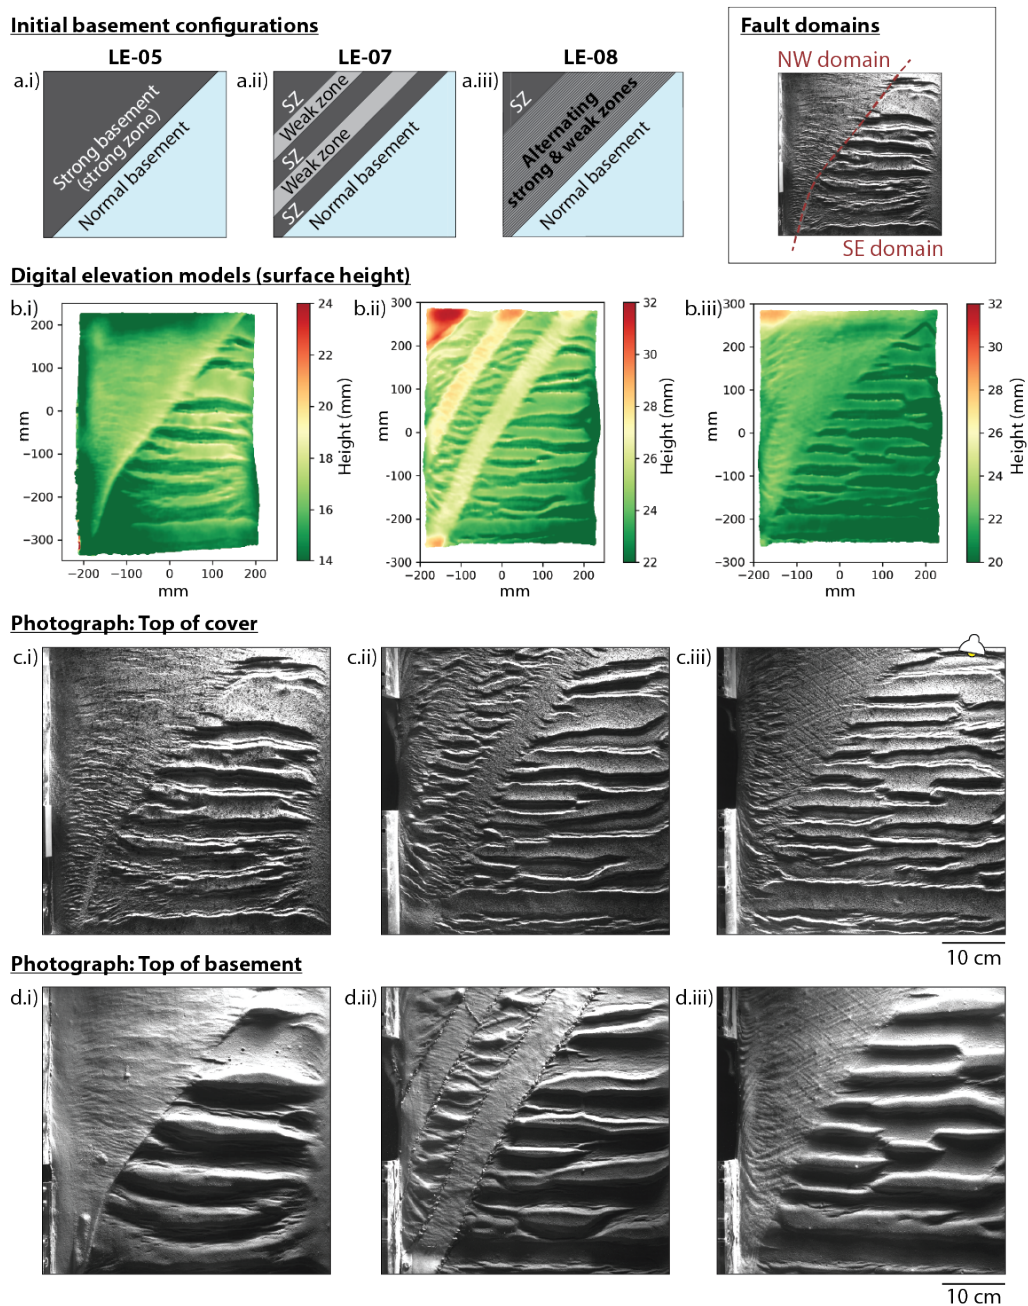 Initial basement configurations
LE-05
LE-07
LE-08
Fault domains
a.i)
a.ii)
a.iii)
Strong basement
(strong zone)
Normal basement
SZ
Weak zone
SZ
Weak zone
SZ
Normal basement
SZ
Alternating
strong & weak zones
Normal basement
NW domain
SE domain
Digital elevation models (surface height)
b.i)
200
100
0
−100
−200
−300
mm
−200 −100 0 100 200
mm
24
22
20
18
16
14
Height (mm)
b.ii)
300
200
100
0
−100
−200
−300
mm
−200 −100 0 100 200
mm
32
30
28
26
24
22
Height (mm)
b.iii)
300
200
100
0
−100
−200
−300
mm
−200 −100 0 100 200
mm
32
30
28
26
24
22
20
Height (mm)
Photograph: Top of cover
c.i)
c.ii)
c.iii)
10 cm
Photograph: Top of basement
d.i)
d.ii)
d.iii)
10 cm